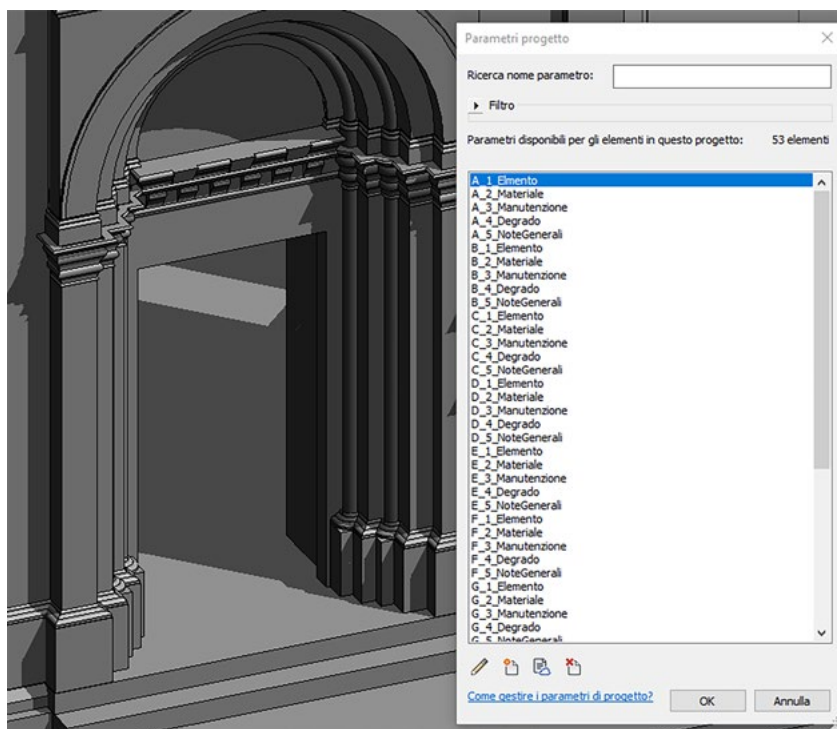 Parametri progetto
Ricerca nome parametro:
Filtro
Parametri disponibili per gli elementi in questo progetto: 53 elementi
A_1_Elmento
A_2_Materiale
A_3_Manutenzione
A_4_Degrado
A_5_NoteGenerali
B_1_Elemento
B_2_Materiale
B_3_Manutenzione
B_4_Degrado
B_5_NoteGenerali
C_1_Elemento
C_2_Materiale
C_3_Manutenzione
C_4_Degrado
C_5_NoteGenerali
D_1_Elemento
D_2_Materiale
D_3_Manutenzione
D_4_Degrado
D_5_NoteGenerali
E_1_Elemento
E_2_Materiale
E_3_Manutenzione
E_4_Degrado
E_5_NoteGenerali
F_1_Elemento
F_2_Materiale
F_3_Manutenzione
F_4_Degrado
F_5_NoteGenerali
G_1_Elemento
G_2_Materiale
G_3_Manutenzione
G_4_Degrado
G_5_NoteGenerali
Come gestire i parametri di progetto?
OK
Annulla